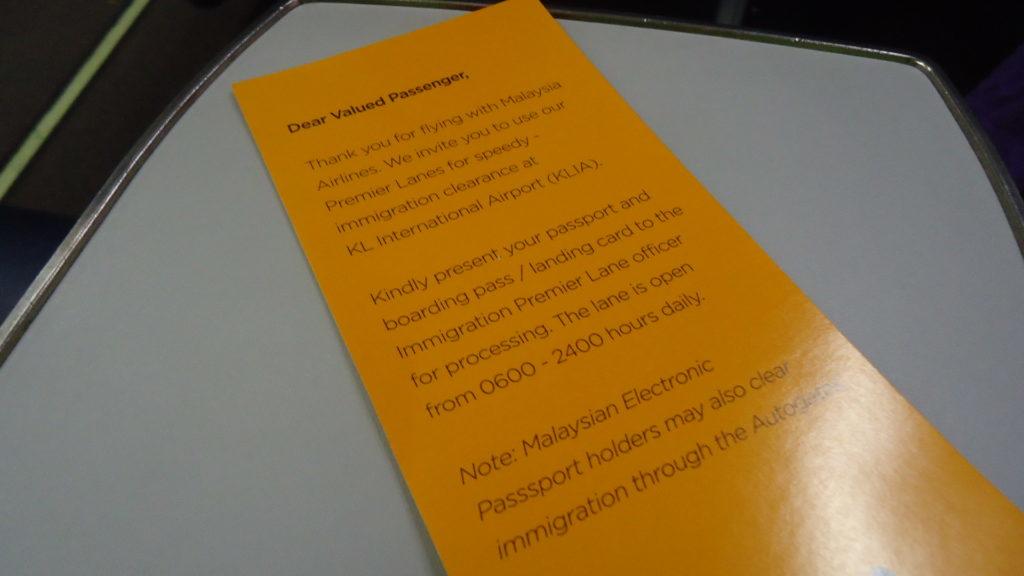 Dear Valued Passenger,
Thank you for flying with Malaysia
Airlines. We invite you to use our
Premier Lanes for speedy -
immigration clearance at
KL International Airport (KLIA).
Kindly present your passport and
boarding pass / landing card to the
Immigration Premier Lane officer
for processing. The lane is open
from 0600 - 2400 hours daily.
Note: Malaysian Electronic
Passsport holders may also clear
immigration through the Autogate.